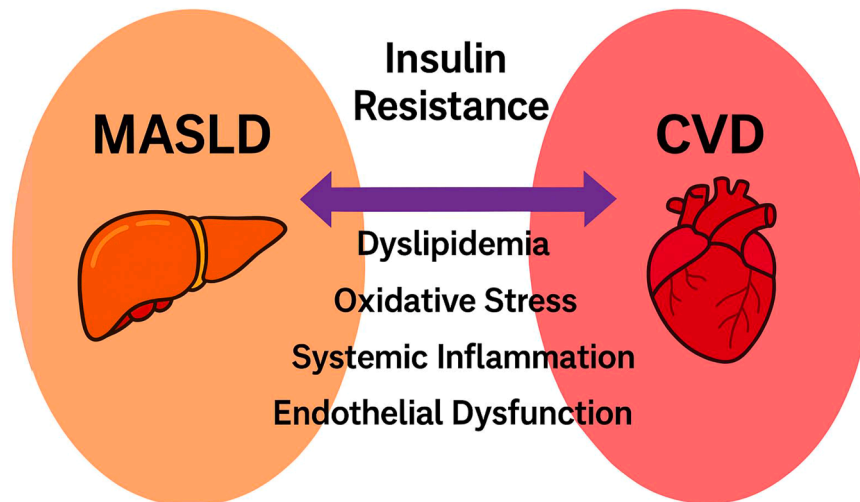 MASLD
Insulin
Resistance
CVD
Dyslipidemia
Oxidative Stress
Systemic Inflammation
Endothelial Dysfunction